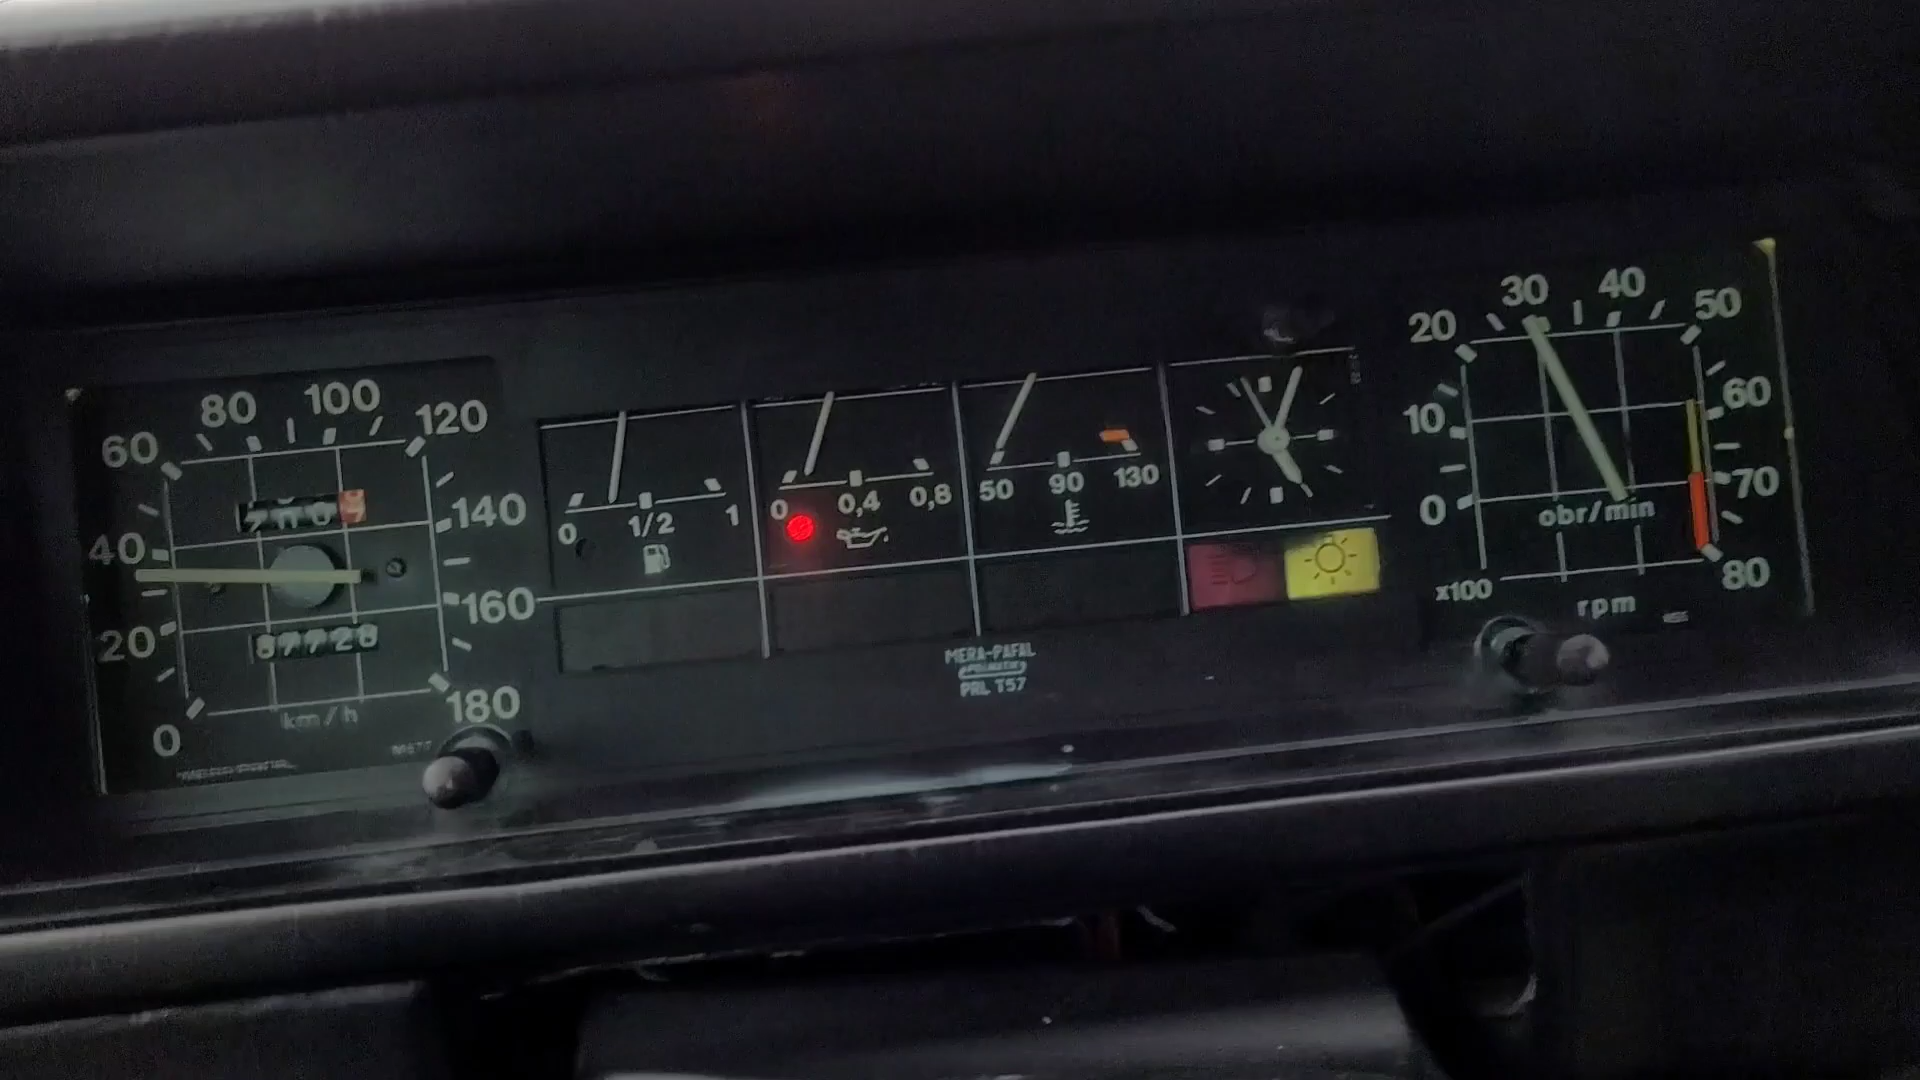 60 80 100 120
40 140
20 160
0 180
87728
km/h
0 1/2 1
0 0,4 0,8
50 90 130
MERA-PAFAL
PRL T57
20 30 40 50
10 60
0 70
80
obr/min
x100
rpm